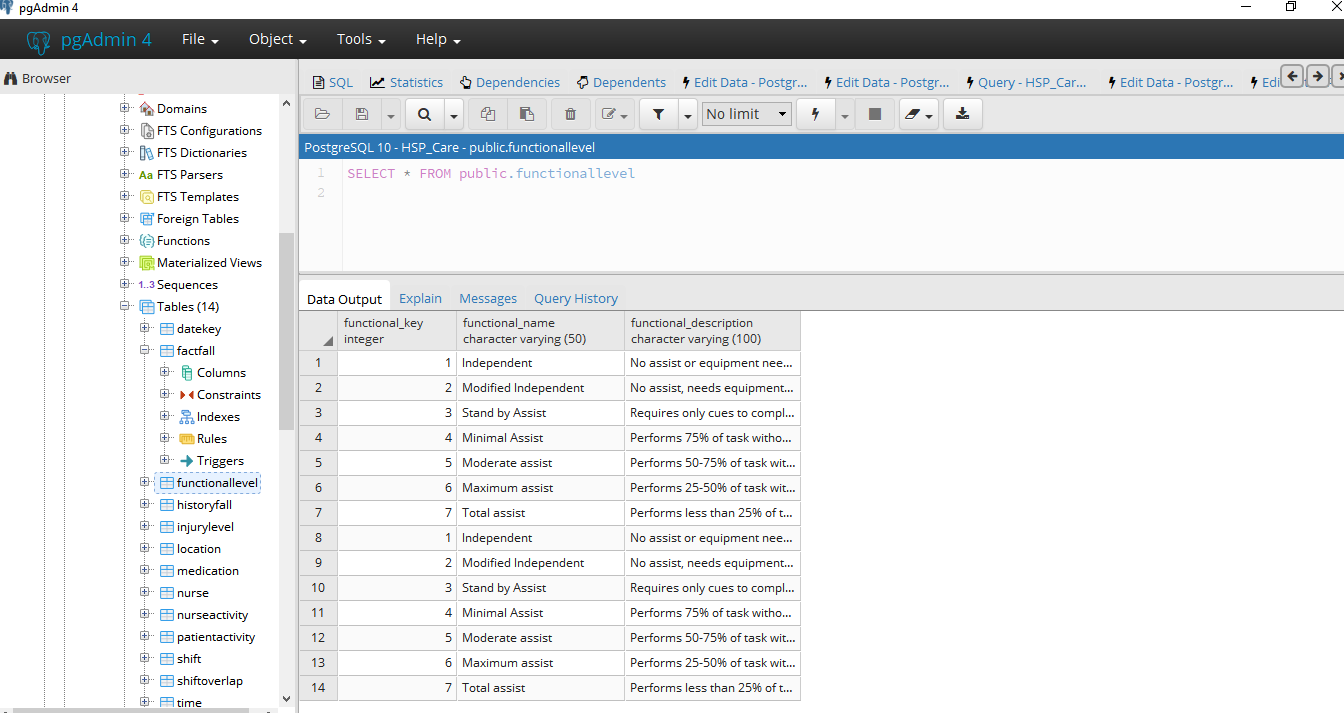 pgAdmin 4
pgAdmin 4 File Object Tools Help
Browser
SQL Statistics Dependencies Dependents Edit Data - Postgr... Edit Data - Postgr... Query - HSP_Car... Edit Data - Postgr... Edi
No limit
Domains
FTS Configurations
FTS Dictionaries
Aa FTS Parsers
FTS Templates
Foreign Tables
Functions
Materialized Views
1..3 Sequences
Tables (14)
datekey
factfall
Columns
Constraints
Indexes
Rules
Triggers
functionallevel
historyfall
injurylevel
location
medication
nurse
nurseactivity
patientactivity
shift
shiftoverlap
time
PostgreSQL 10 - HSP_Care - public.functionallevel
1 SELECT * FROM public.functionallevel
2
Data Output Explain Messages Query History
functional_key functional_name functional_description
integer character varying (50) character varying (100)
1 1 Independent No assist or equipment nee...
2 2 Modified Independent No assist, needs equipment...
3 3 Stand by Assist Requires only cues to compl...
4 4 Minimal Assist Performs 75% of task witho...
5 5 Moderate assist Performs 50-75% of task wit...
6 6 Maximum assist Performs 25-50% of task wit...
7 7 Total assist Performs less than 25% of t...
8 1 Independent No assist or equipment nee...
9 2 Modified Independent No assist, needs equipment...
10 3 Stand by Assist Requires only cues to compl...
11 4 Minimal Assist Performs 75% of task witho...
12 5 Moderate assist Performs 50-75% of task wit...
13 6 Maximum assist Performs 25-50% of task wit...
14 7 Total assist Performs less than 25% of t...